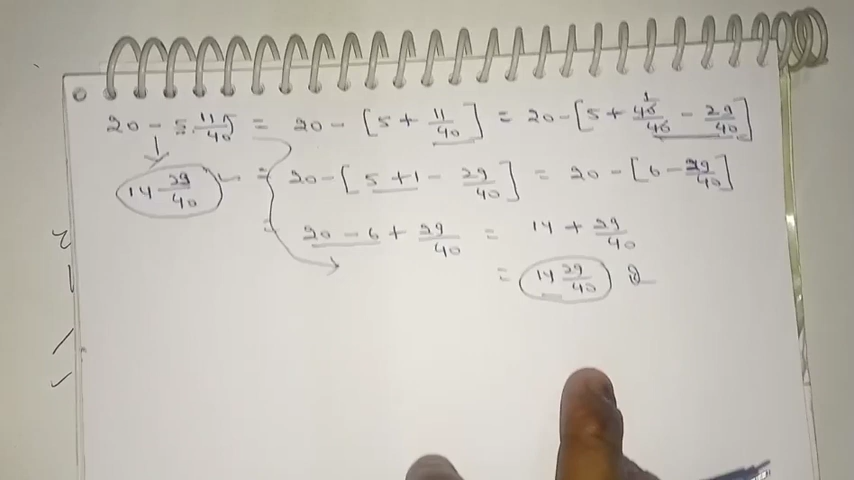 20 - 5 11/40 = 20 - [5 + 11/40] = 20 - [5 + 40/40 1 - 29/40]
14 29/40 = 20 - [5 + 1 - 29/40] = 20 - [6 - 29/40]
= 20 - 6 + 29/40 = 14 + 29/40
= 14 29/40